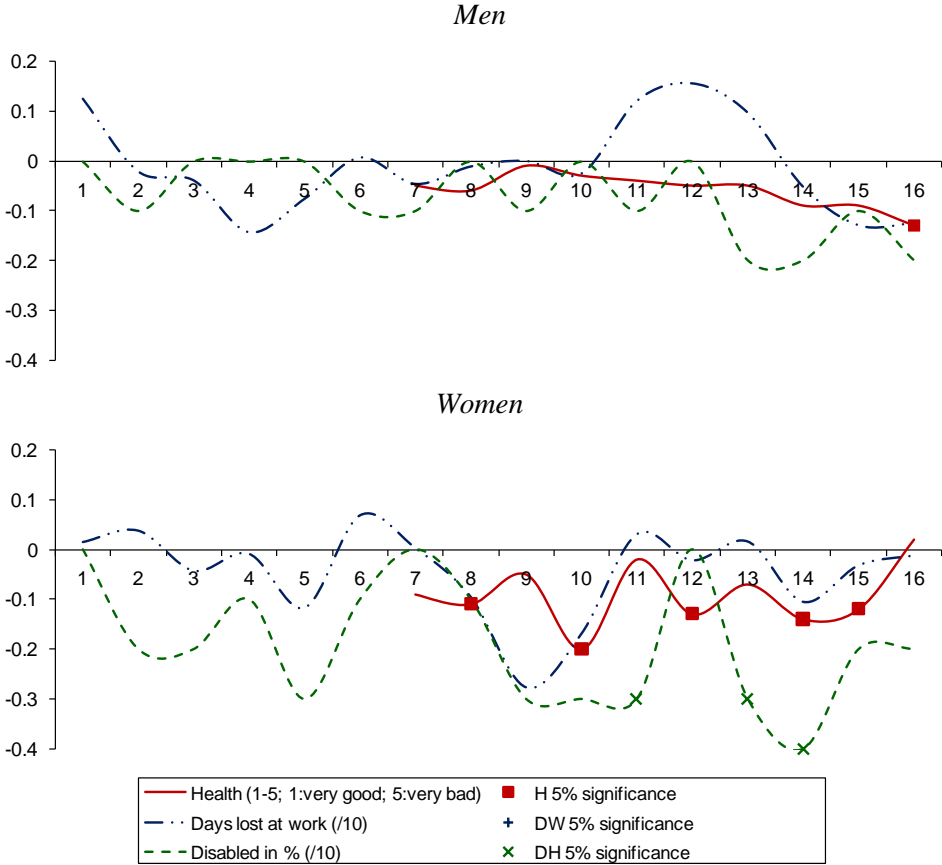 Men
0.2
0.1
0
1 2 3 4 5 6 7 8 9 10 11 12 13 14 15 16
-0.1
-0.2
-0.3
-0.4
Women
0.2
0.1
0
1 2 3 4 5 6 7 8 9 10 11 12 13 14 15 16
-0.1
-0.2
-0.3
-0.4
Health (1-5; 1:very good; 5:very bad) H 5% significance
Days lost at work (/10) DW 5% significance
Disabled in % (/10) DH 5% significance